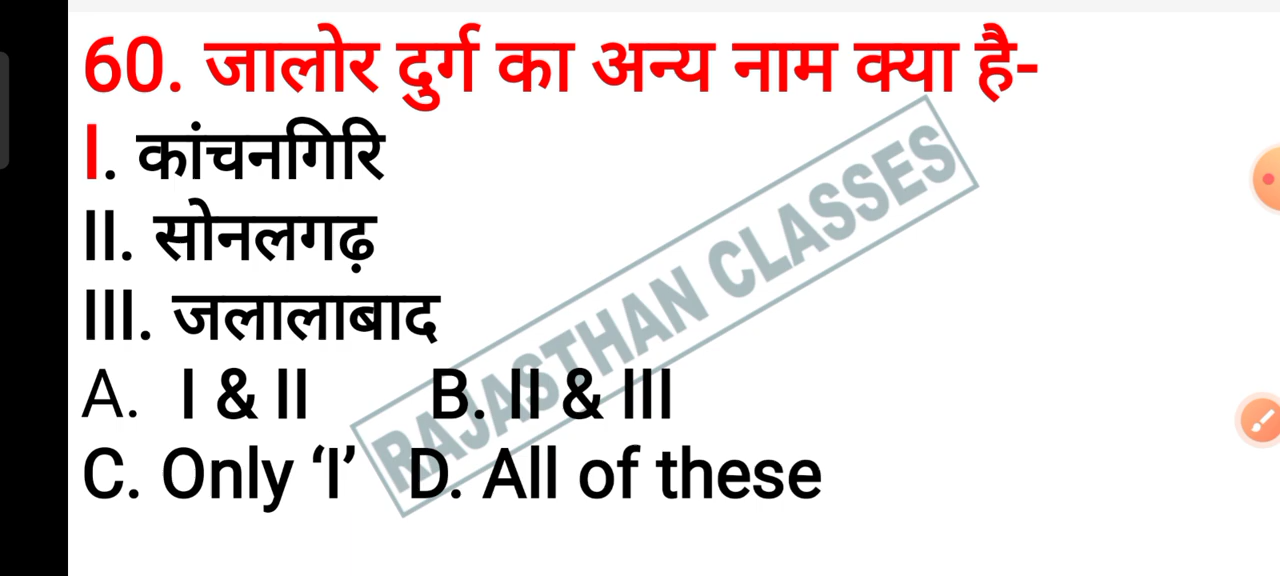 60. जालोर दुर्ग का अन्य नाम क्या है-
I. कांचनगिरि
II. सोनलगढ़
III. जलालाबाद
A. I & II B. II & III
C. Only ‘I’ D. All of these
RAJASTHAN CLASSES